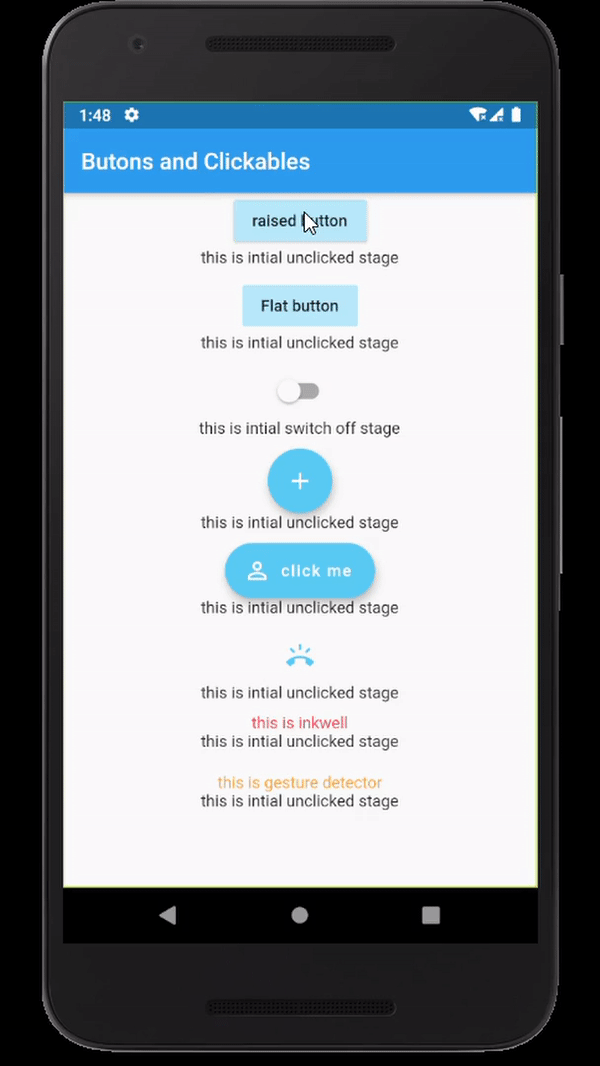 1:48
Butons and Clickables
raised button
this is intial unclicked stage
Flat button
this is intial unclicked stage
this is intial switch off stage
this is intial unclicked stage
click me
this is intial unclicked stage
this is intial unclicked stage
this is inkwell
this is intial unclicked stage
this is gesture detector
this is intial unclicked stage